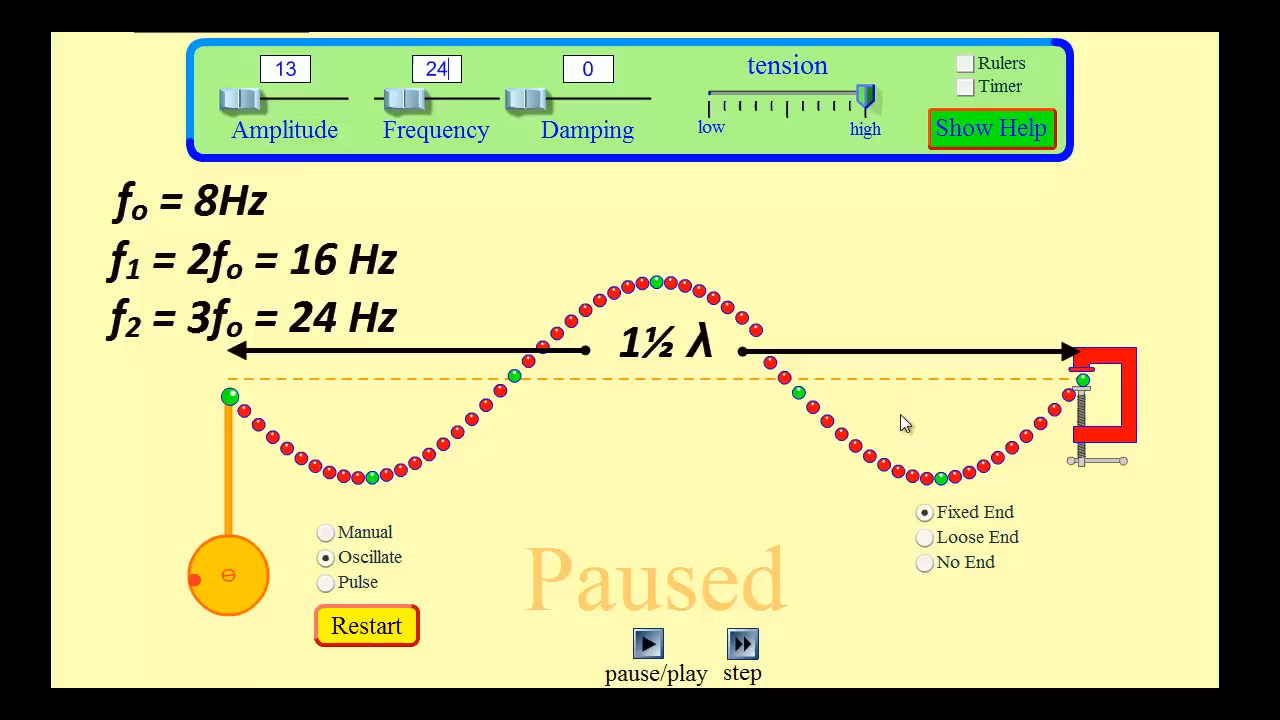 13 24 0
tension
Rulers
Timer
Amplitude Frequency Damping
low high
Show Help
fo = 8Hz
f1 = 2fo = 16 Hz
f2 = 3fo = 24 Hz
1½ λ
Manual
Oscillate
Pulse
Restart
Fixed End
Loose End
No End
Paused
pause/play step